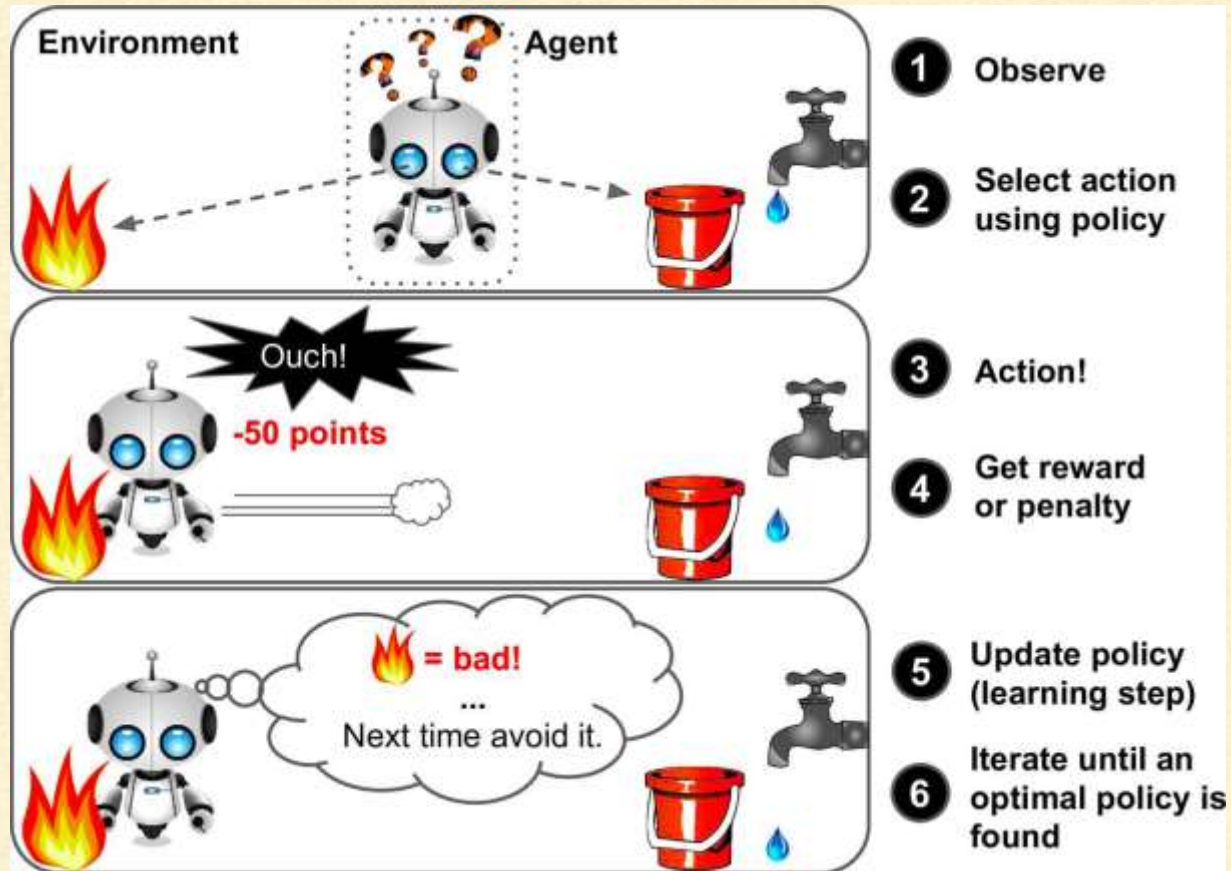 Environment
Agent
1 Observe
2 Select action
using policy
Ouch!
-50 points
3 Action!
4 Get reward
or penalty
= bad!
...
Next time avoid it.
5 Update policy
(learning step)
6 Iterate until an
optimal policy is
found